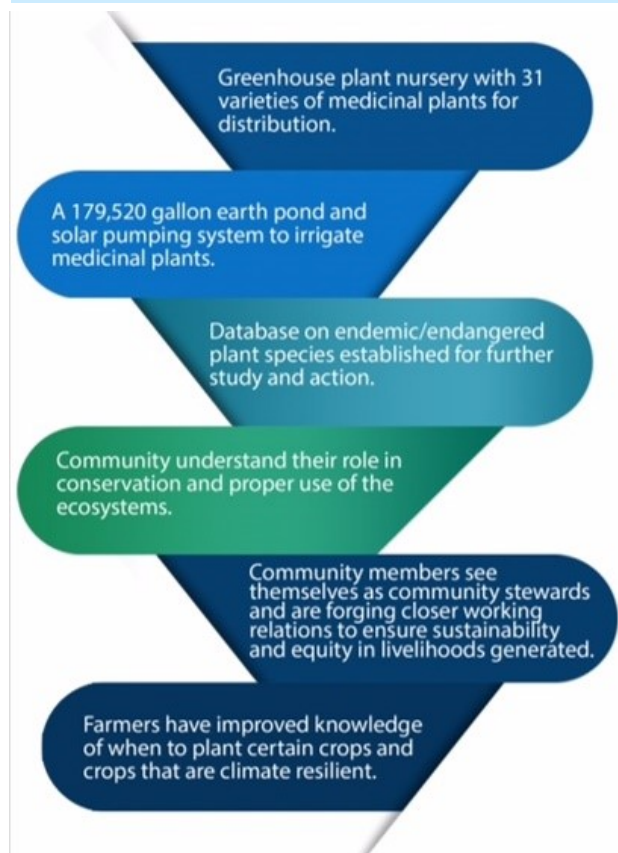 Greenhouse plant nursery with 31
varieties of medicinal plants for
distribution.
A 179,520 gallon earth pond and
solar pumping system to irrigate
medicinal plants.
Database on endemic/endangered
plant species established for further
study and action.
Community understand their role in
conservation and proper use of the
ecosystems.
Community members see
themselves as community stewards
and are forging closer working
relations to ensure sustainability
and equity in livelihoods generated.
Farmers have improved knowledge
of when to plant certain crops and
crops that are climate resilient.